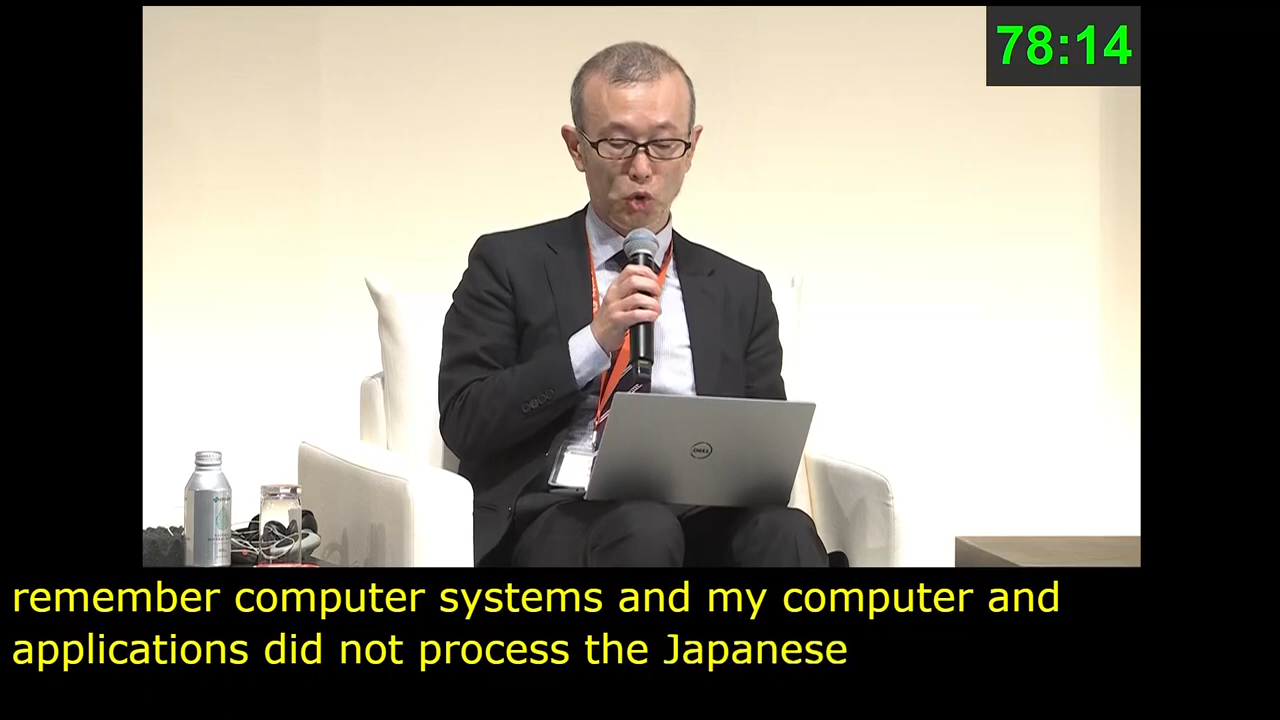 78:14
DELL
remember computer systems and my computer and
applications did not process the Japanese